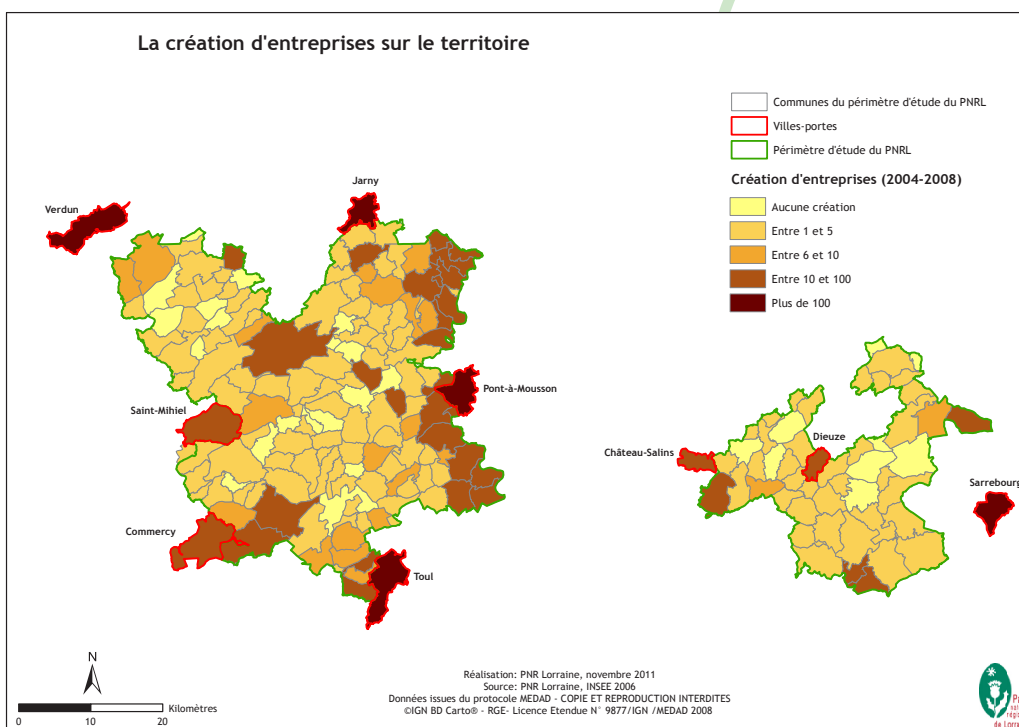 La création d'entreprises sur le territoire
Communes du périmètre d'étude du PNRL
Villes-portes
Périmètre d'étude du PNRL
Création d'entreprises (2004-2008)
Aucune création
Entre 1 et 5
Entre 6 et 10
Entre 10 et 100
Plus de 100
Jarny
Verdun
Pont-à-Mousson
Saint-Mihiel
Dieuze
Château-Salins
Sarrebourg
Commercy
Toul
N
Kilomètres
0 10 20
Réalisation: PNR Lorraine, novembre 2011
Source: PNR Lorraine, INSEE 2006
Données issues du protocole MEDAD - COPIE ET REPRODUCTION INTERDITES
©IGN BD Carto® - RGE- Licence Etendue N° 9877/IGN /MEDAD 2008
de Lorraine